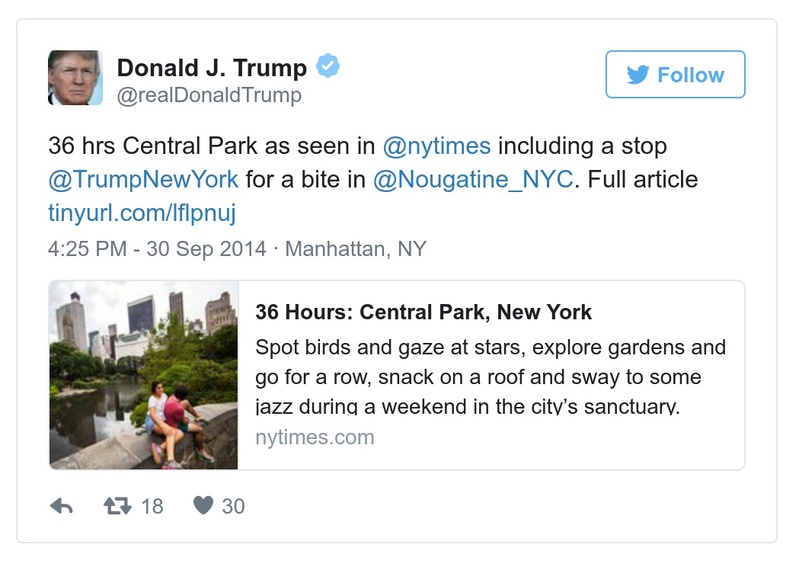 Donald J. Trump
@realDonaldTrump
Follow
36 hrs Central Park as seen in @nytimes including a stop
@TrumpNewYork for a bite in @Nougatine_NYC. Full article
tinyurl.com/lflpnuj
4:25 PM - 30 Sep 2014 · Manhattan, NY
36 Hours: Central Park, New York
Spot birds and gaze at stars, explore gardens and
go for a row, snack on a roof and sway to some
jazz during a weekend in the city’s sanctuary.
nytimes.com
18 30